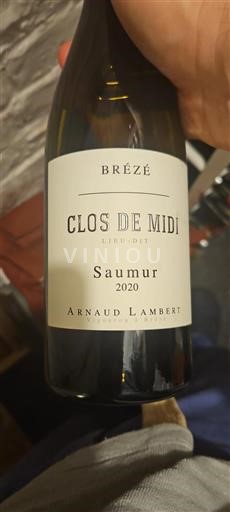 BRÉZÉ
CLOS DE MIDI
LIEU-DIT
VINIOU
Saumur
2020
ARNAUD LAMBERT
Vigneron à Brézé